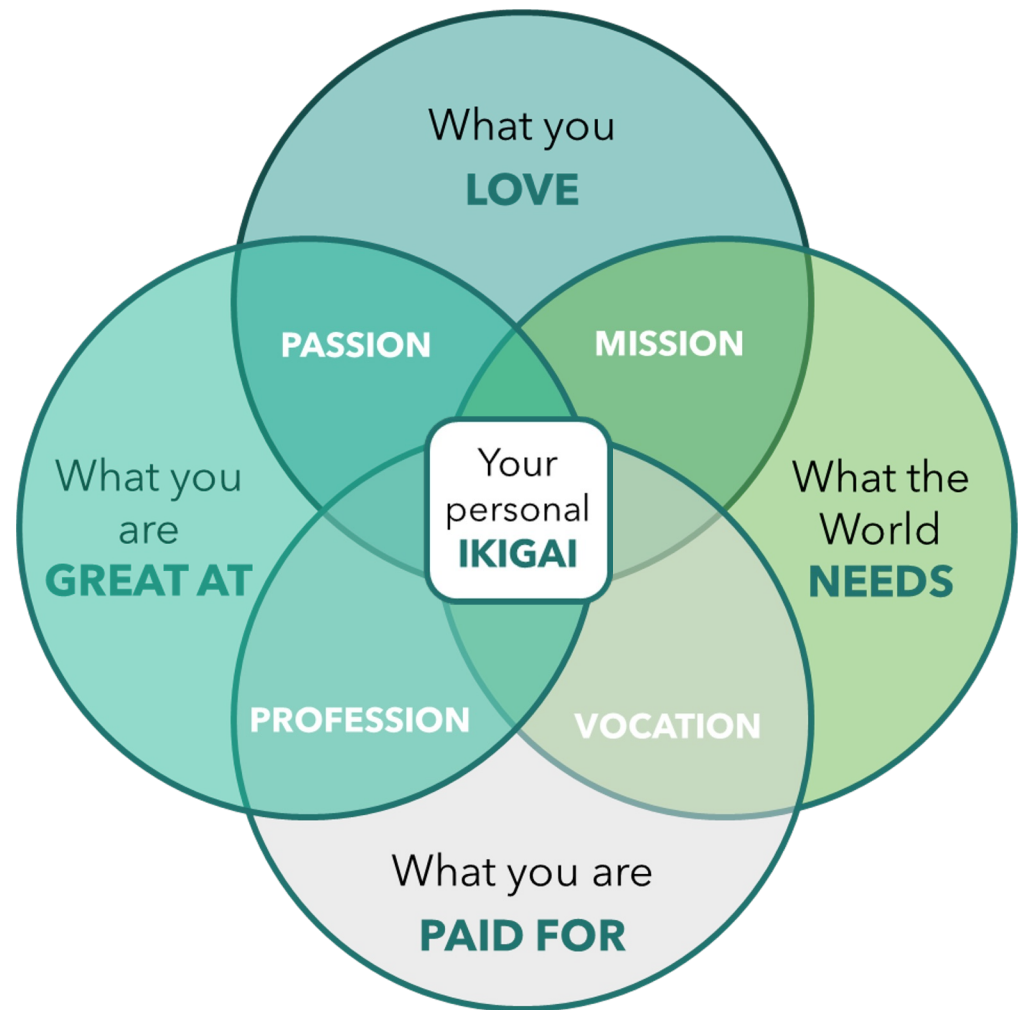 What you
LOVE
PASSION
MISSION
What you
are
GREAT AT
Your
personal
IKIGAI
What the
World
NEEDS
PROFESSION
VOCATION
What you are
PAID FOR